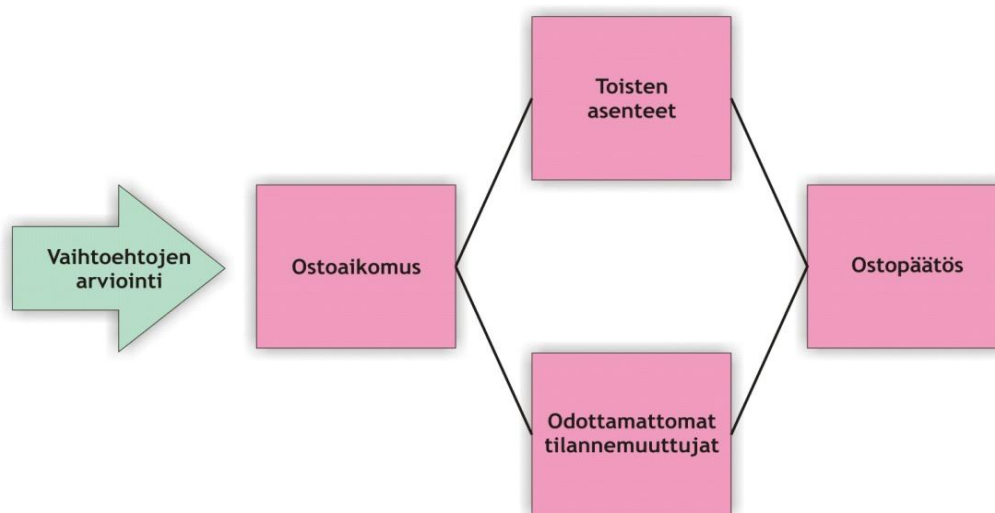 Vaihtoehtojen
arviointi
Ostoaikomus
Toisten
asenteet
Odottamattomat
tilannemuuttujat
Ostopäätös